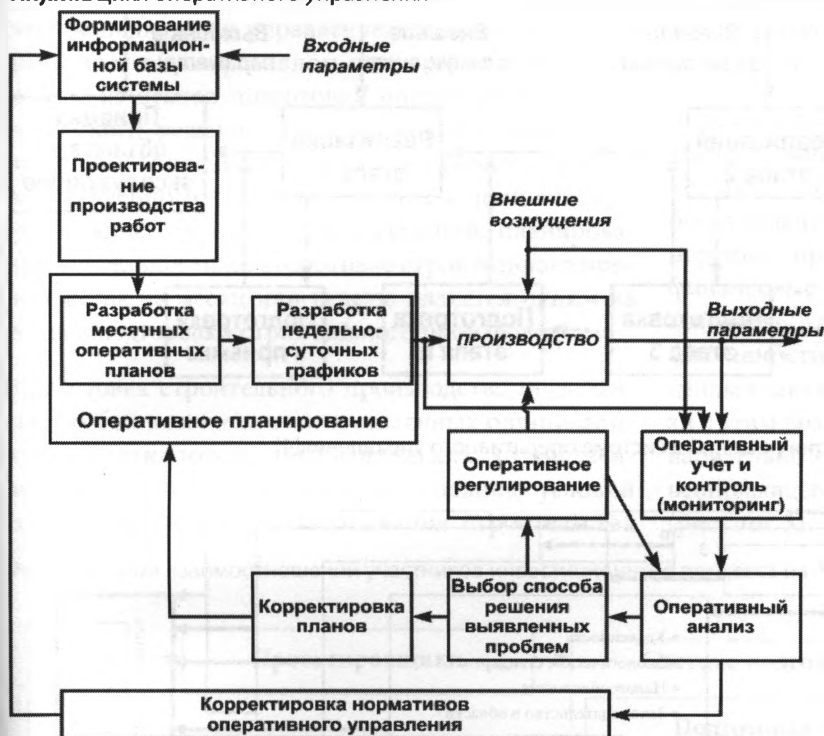 Формирование
информацион-
ной базы
системы
Входные
параметры
Проектирова-
ние
производства
работ
Внешние
возмущения
Разработка
месячных
оперативных
планов
Разработка
недельно-
суточных
графиков
ПРОИЗВОДСТВО
Выходные
параметры
Оперативное планирование
Оперативное
регулирование
Оперативный
учет и
контроль
(мониторинг)
Корректировка
планов
Выбор способа
решения
выявленных
проблем
Оперативный
анализ
Корректировка нормативов
оперативного управления